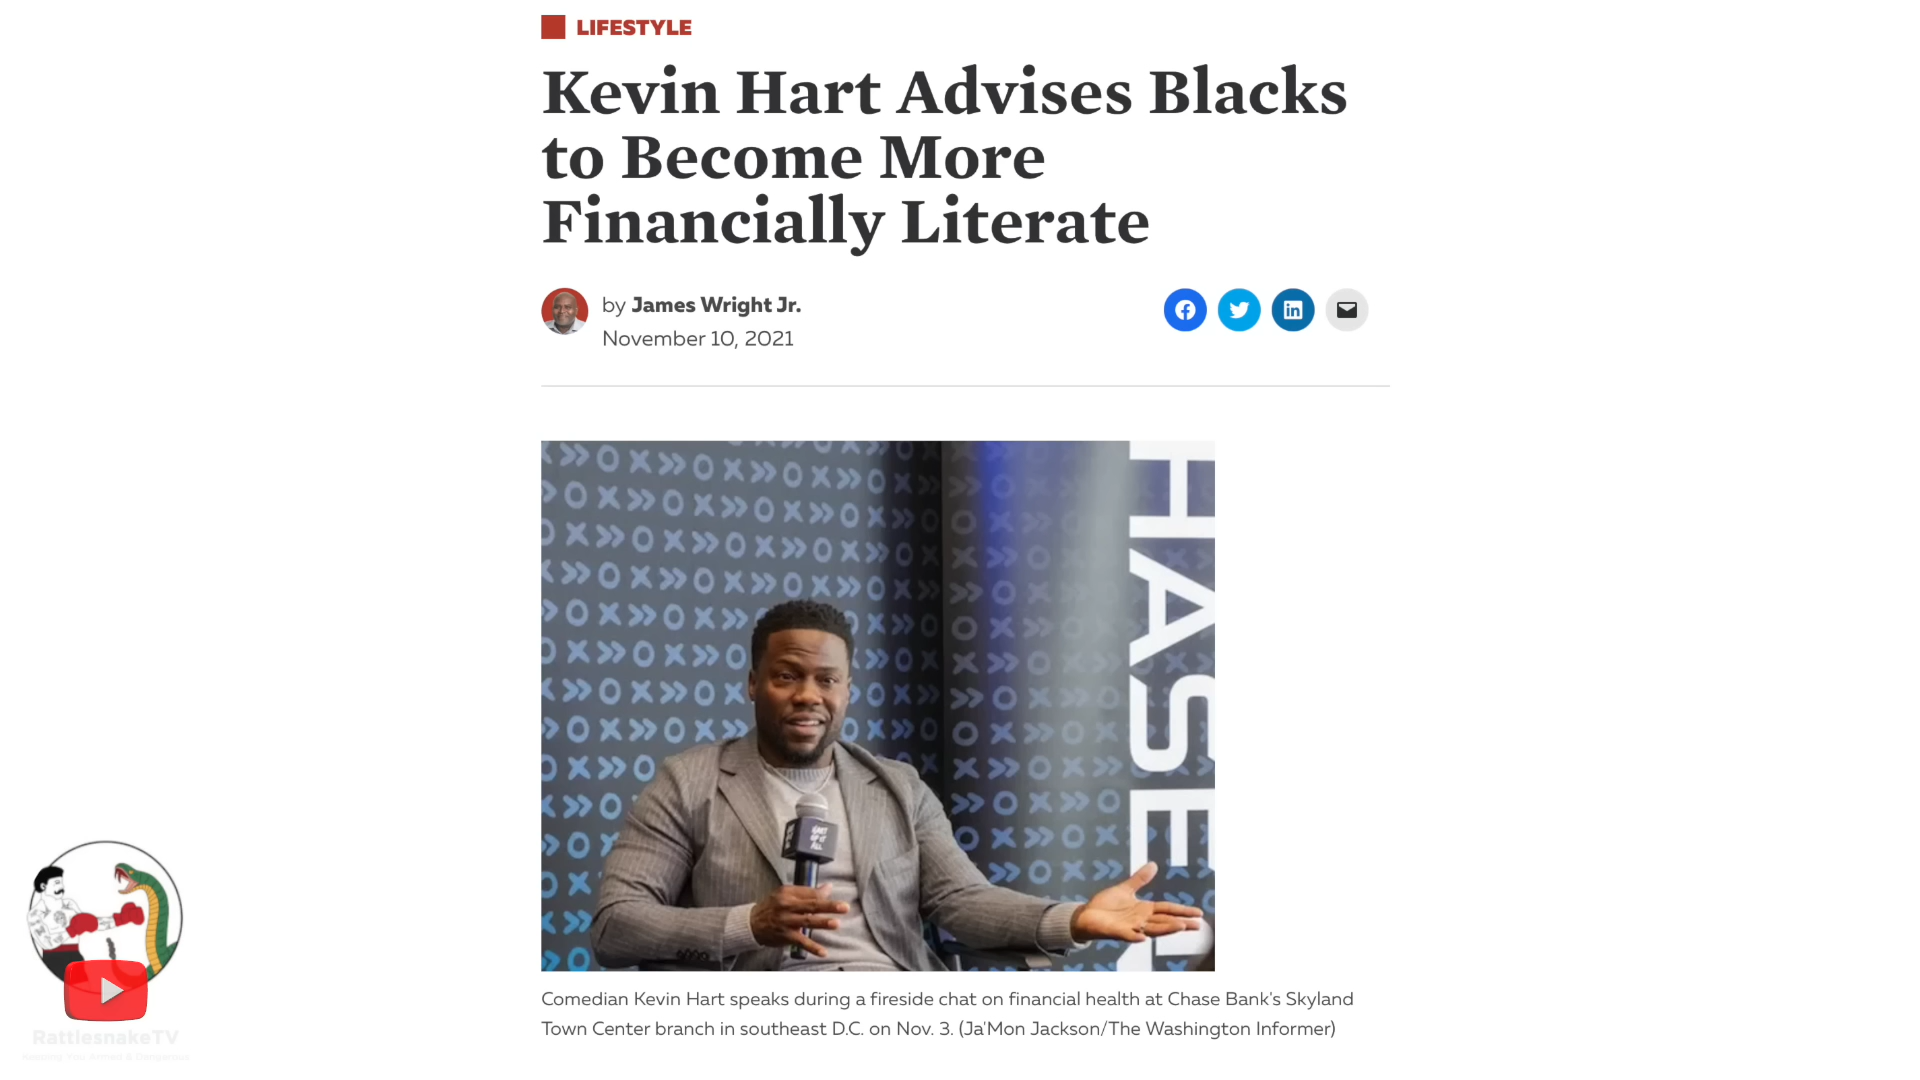 LIFESTYLE
Kevin Hart Advises Blacks
to Become More
Financially Literate
by James Wright Jr.
November 10, 2021
HASE
Comedian Kevin Hart speaks during a fireside chat on financial health at Chase Bank's Skyland
Town Center branch in southeast D.C. on Nov. 3. (Ja'Mon Jackson/The Washington Informer)
RattlesnakeTV